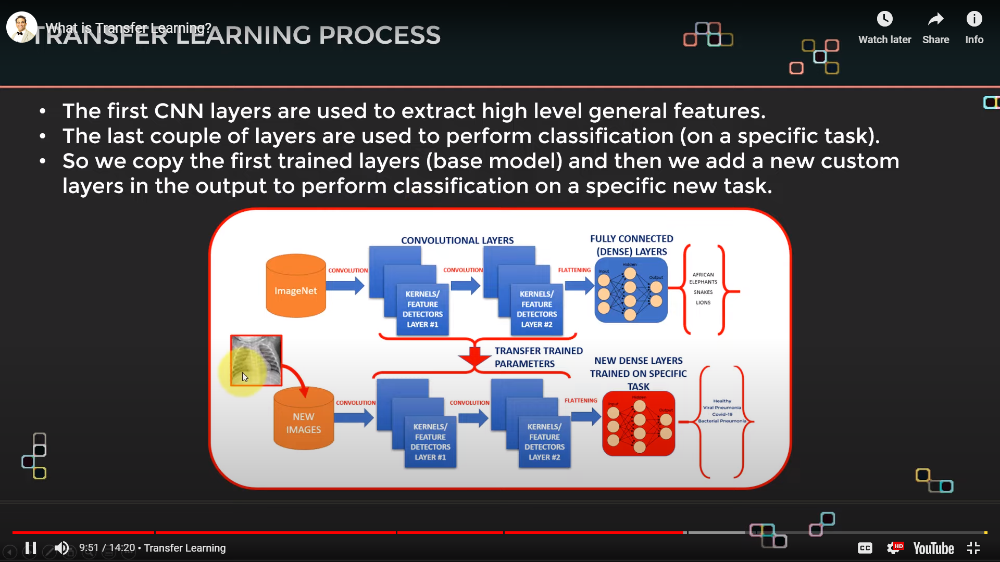 What is Transfer Learning?
TRANSFER LEARNING PROCESS
Watch later
Share
Info
• The first CNN layers are used to extract high level general features.
• The last couple of layers are used to perform classification (on a specific task).
• So we copy the first trained layers (base model) and then we add a new custom
layers in the output to perform classification on a specific new task.
CONVOLUTIONAL LAYERS
FULLY CONNECTED
(DENSE) LAYERS
ImageNet
CONVOLUTION
KERNELS/
FEATURE
DETECTORS
LAYER #1
CONVOLUTION
KERNELS/
FEATURE
DETECTORS
LAYER #2
FLATTENING
Input
Hidden
Output
AFRICAN
ELEPHANTS
SNAKES
LIONS
TRANSFER TRAINED
PARAMETERS
NEW DENSE LAYERS
TRAINED ON SPECIFIC
TASK
NEW
IMAGES
CONVOLUTION
KERNELS/
FEATURE
DETECTORS
LAYER #1
CONVOLUTION
KERNELS/
FEATURE
DETECTORS
LAYER #2
FLATTENING
Input
Hidden
Output
Healthy
Viral Pneumonia
Covid-19
Bacterial Pneumonia
9:51 / 14:20 • Transfer Learning
CC
HD
YouTube